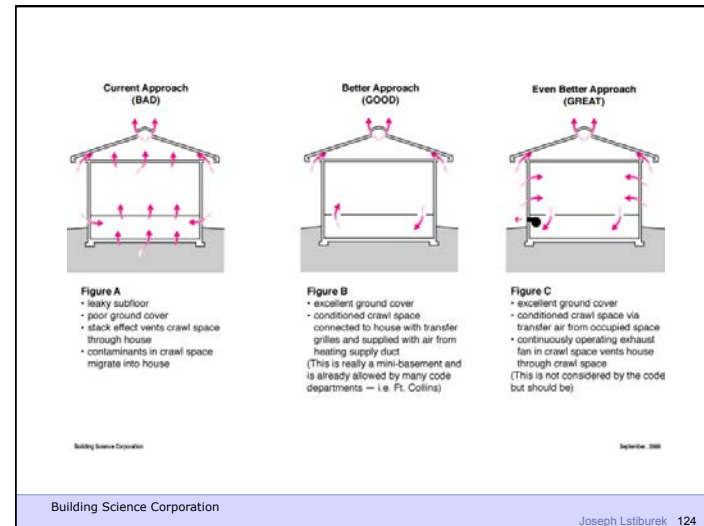 Current Approach
(BAD)
Figure A
• leaky subfloor
• poor ground cover
• stack effect vents crawl space
through house
• contaminants in crawl space
migrate into house
Better Approach
(GOOD)
Figure B
• excellent ground cover
• conditioned crawl space
connected to house with transfer
grilles and supplied with air from
heating supply duct
(This is really a mini-basement and
is already allowed by many code
departments — i.e. Ft. Collins)
Even Better Approach
(GREAT)
Figure C
• excellent ground cover
• conditioned crawl space via
transfer air from occupied space
• continuously operating exhaust
fan in crawl space vents house
through crawl space
(This is not considered by the code
but should be)
Building Science Corporation
September,
Building Science Corporation
Joseph Lstiburek 124